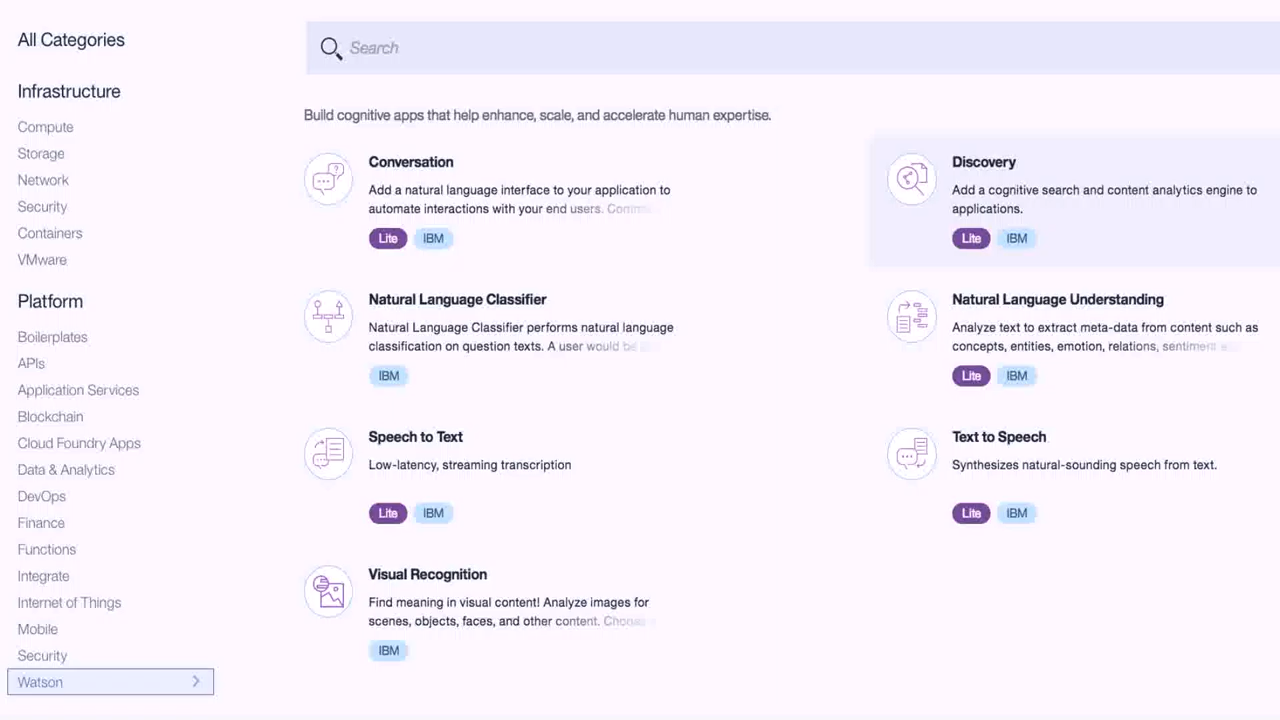 All Categories
Infrastructure
Compute
Storage
Network
Security
Containers
VMware
Platform
Boilerplates
APIs
Application Services
Blockchain
Cloud Foundry Apps
Data & Analytics
DevOps
Finance
Functions
Integrate
Internet of Things
Mobile
Security
Watson
Search
Build cognitive apps that help enhance, scale, and accelerate human expertise.
Conversation
Add a natural language interface to your application to
automate interactions with your end users.
Lite IBM
Discovery
Add a cognitive search and content analytics engine to
applications.
Lite IBM
Natural Language Classifier
Natural Language Classifier performs natural language
classification on question texts. A user would be
IBM
Natural Language Understanding
Analyze text to extract meta-data from content such as
concepts, entities, emotion, relations, sentiment
Lite IBM
Speech to Text
Low-latency, streaming transcription
Lite IBM
Text to Speech
Synthesizes natural-sounding speech from text.
Lite IBM
Visual Recognition
Find meaning in visual content! Analyze images for
scenes, objects, faces, and other content. Choose
IBM